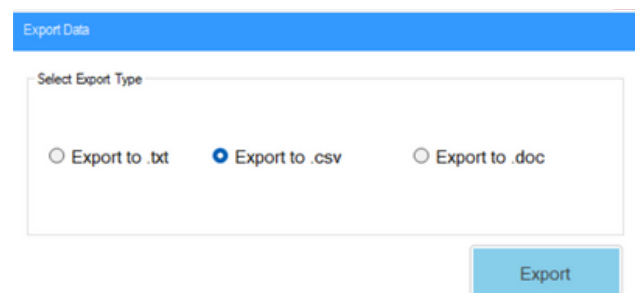 Export Data
Select Export Type
Export to .txt Export to .csv Export to .doc
Export